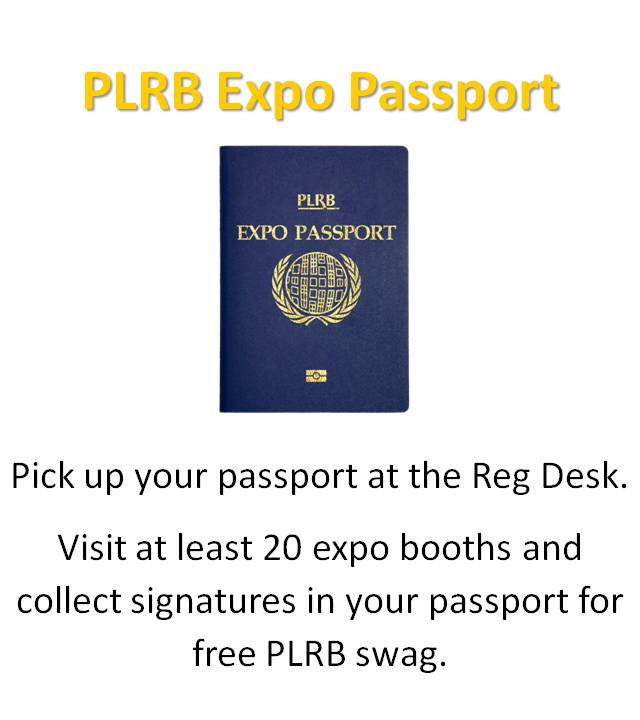 PLRB Expo Passport
PLRB
EXPO PASSPORT
Pick up your passport at the Reg Desk.
Visit at least 20 expo booths and
collect signatures in your passport for
free PLRB swag.